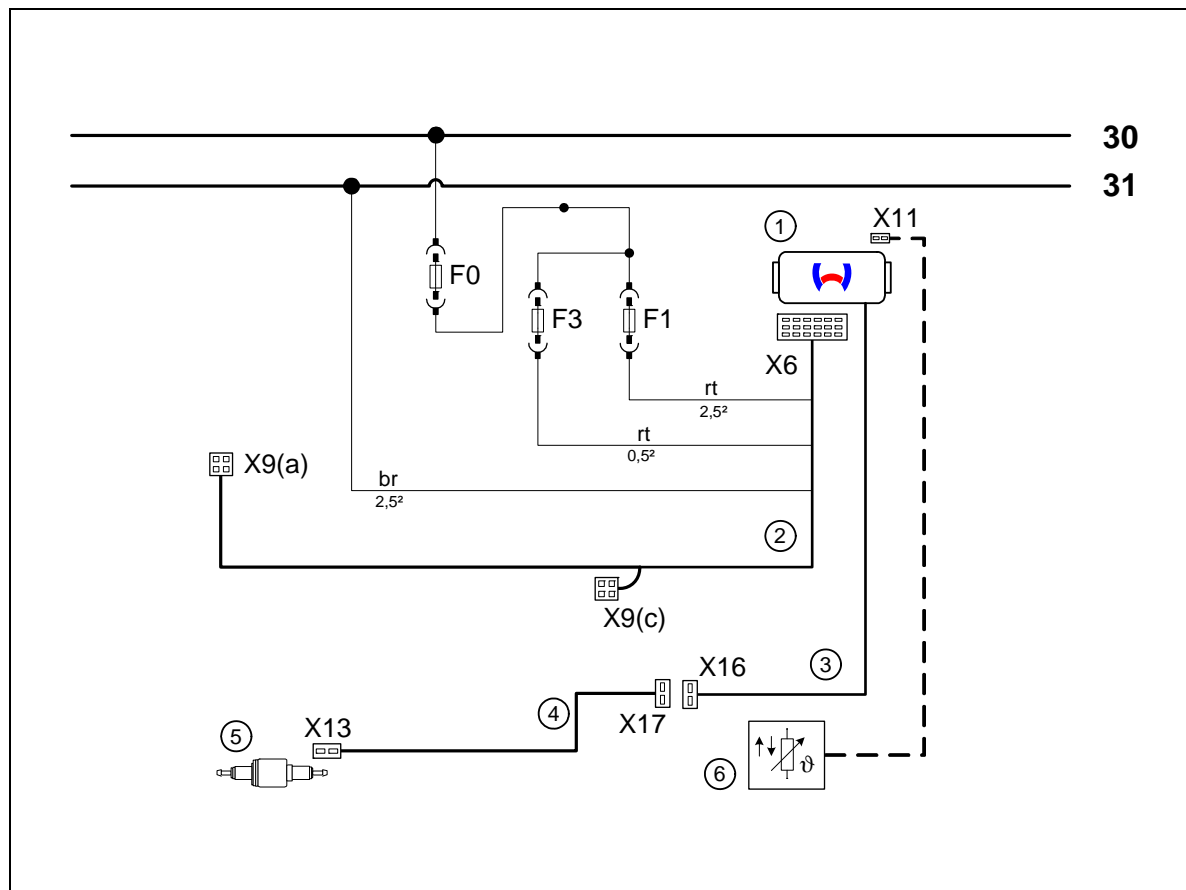 30
31
X11
1
F0
F3
F1
X6
rt
2,5²
rt
0,5²
X9(a)
br
2,5²
2
X9(c)
X16
3
X17
4
X13
5
6
ϑ